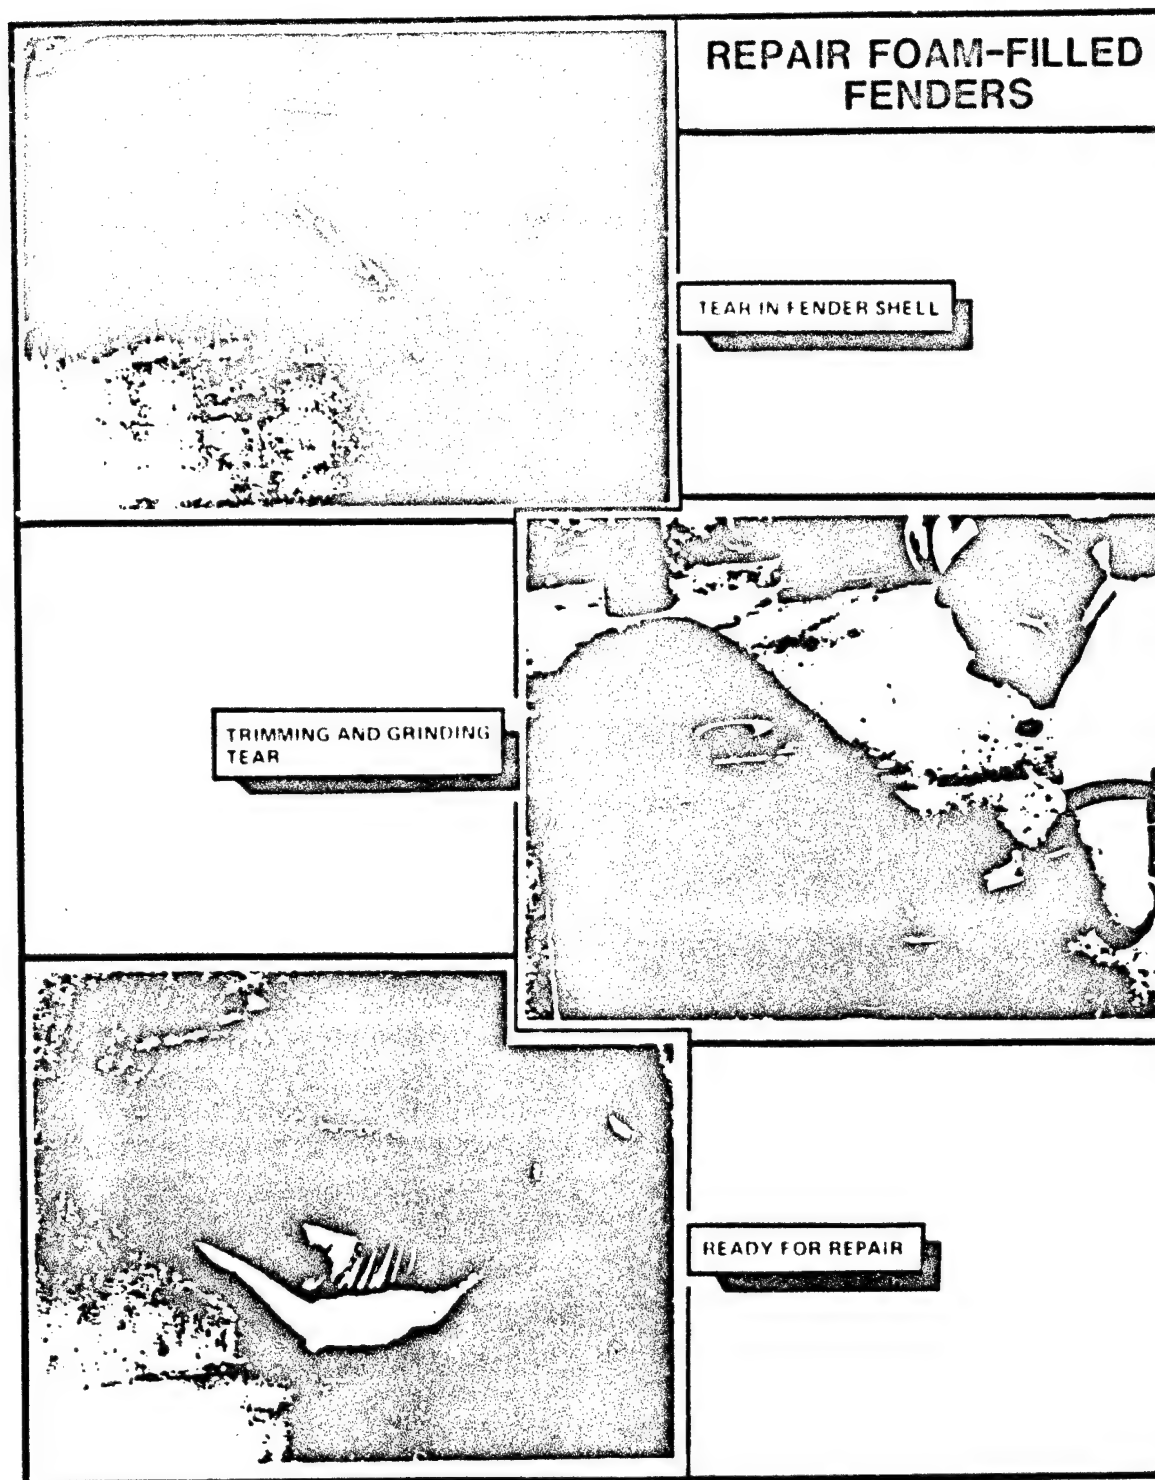 REPAIR FOAM-FILLED
FENDERS
TEAR IN FENDER SHELL
TRIMMING AND GRINDING
TEAR
READY FOR REPAIR